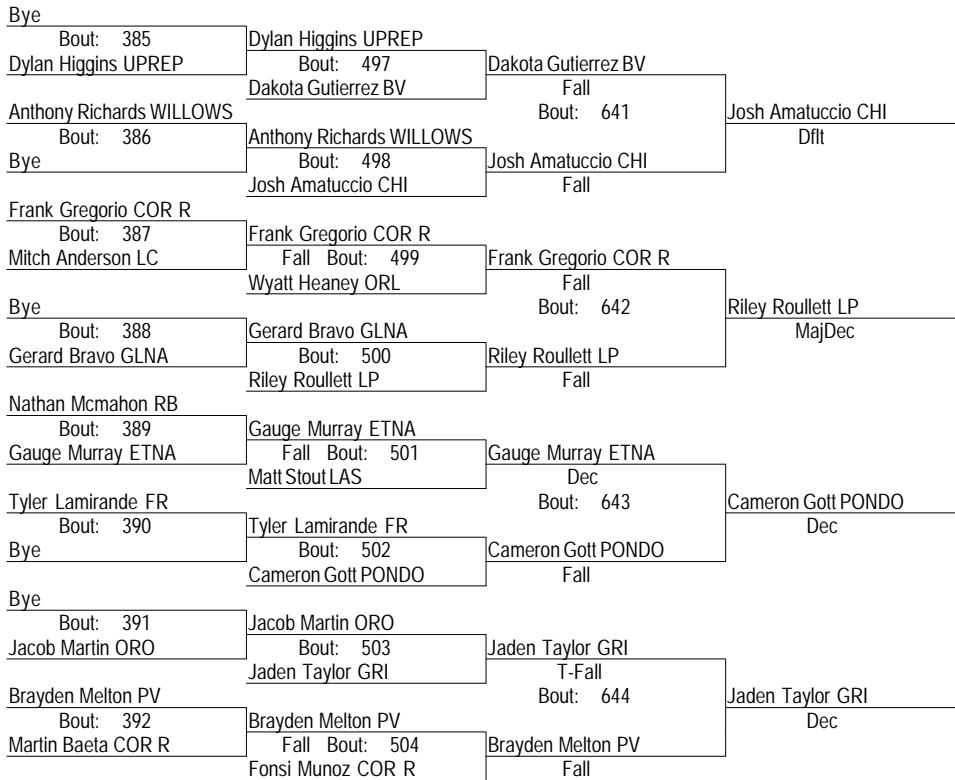 Bye
Bout: 385
Dylan Higgins UPREP
Dylan Higgins UPREP
Bout: 497
Dakota Gutierrez BV
Dakota Gutierrez BV
Fall
Bout: 641
Anthony Richards WILLOWS
Bout: 386
Bye
Anthony Richards WILLOWS
Bout: 498
Josh Amatuccio CHI
Josh Amatuccio CHI
Fall
Josh Amatuccio CHI
Dflt
Frank Gregorio COR R
Bout: 387
Mitch Anderson LC
Frank Gregorio COR R
Fall Bout: 499
Wyatt Heaney ORL
Frank Gregorio COR R
Fall
Bout: 642
Bye
Bout: 388
Gerard Bravo GLNA
Gerard Bravo GLNA
Bout: 500
Riley Roullett LP
Riley Roullett LP
Fall
Riley Roullett LP
MajDec
Nathan Mcmahon RB
Bout: 389
Gauge Murray ETNA
Gauge Murray ETNA
Fall Bout: 501
Matt Stout LAS
Gauge Murray ETNA
Dec
Bout: 643
Tyler Lamirande FR
Bout: 390
Bye
Tyler Lamirande FR
Bout: 502
Cameron Gott PONDO
Cameron Gott PONDO
Fall
Cameron Gott PONDO
Dec
Bye
Bout: 391
Jacob Martin ORO
Jacob Martin ORO
Bout: 503
Jaden Taylor GRI
Jaden Taylor GRI
T-Fall
Bout: 644
Brayden Melton PV
Bout: 392
Martin Baeta COR R
Brayden Melton PV
Fall Bout: 504
Fonsi Munoz COR R
Brayden Melton PV
Fall
Jaden Taylor GRI
Dec